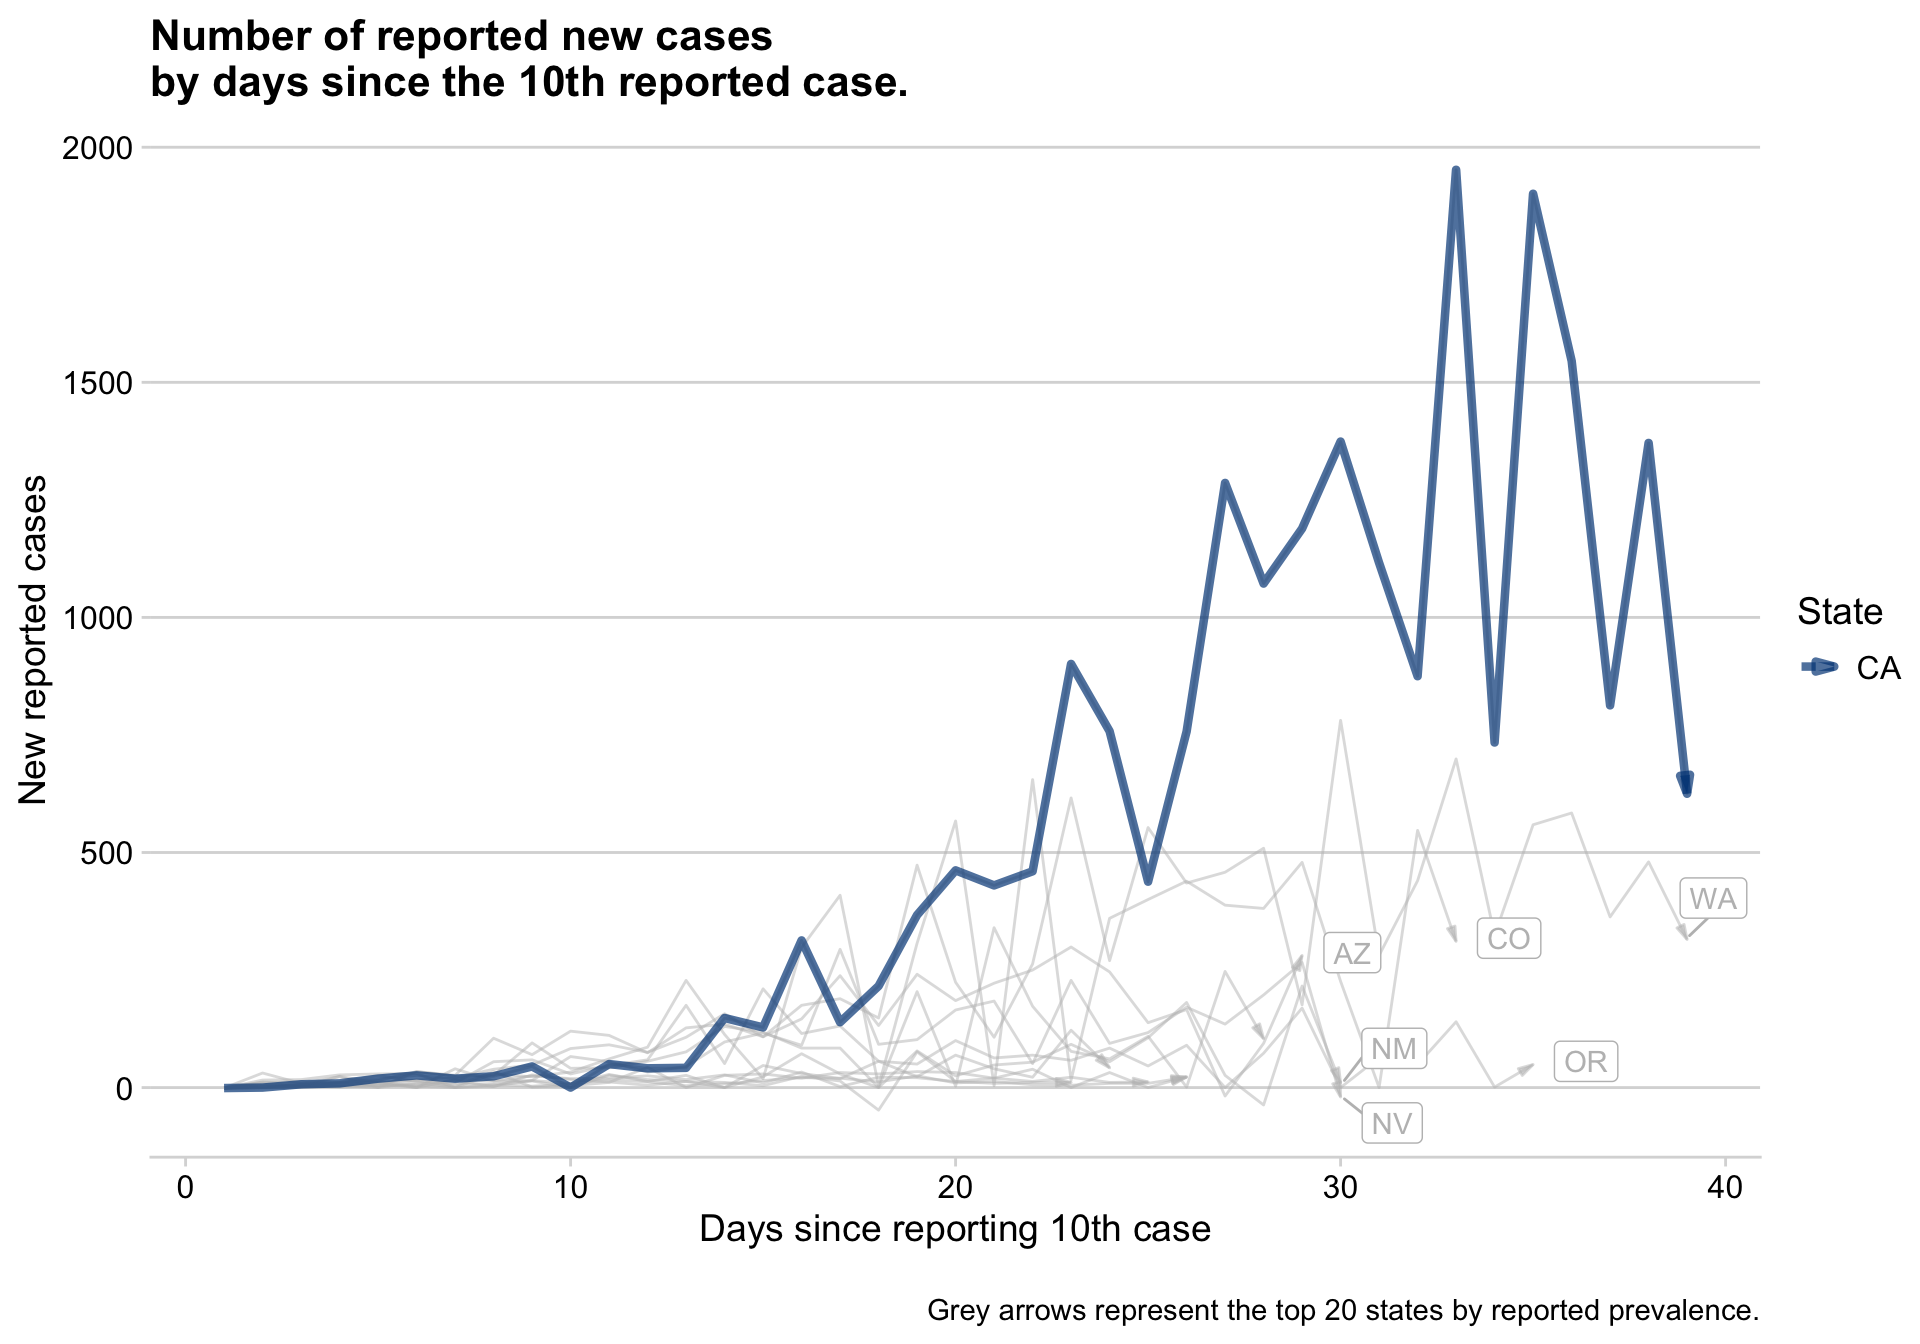 Number of reported new cases
by days since the 10th reported case.
2000
1500
1000
500
0
New reported cases
State
CA
WA
CO
AZ
NM
OR
NV
0 10 20 30 40
Days since reporting 10th case
Grey arrows represent the top 20 states by reported prevalence.